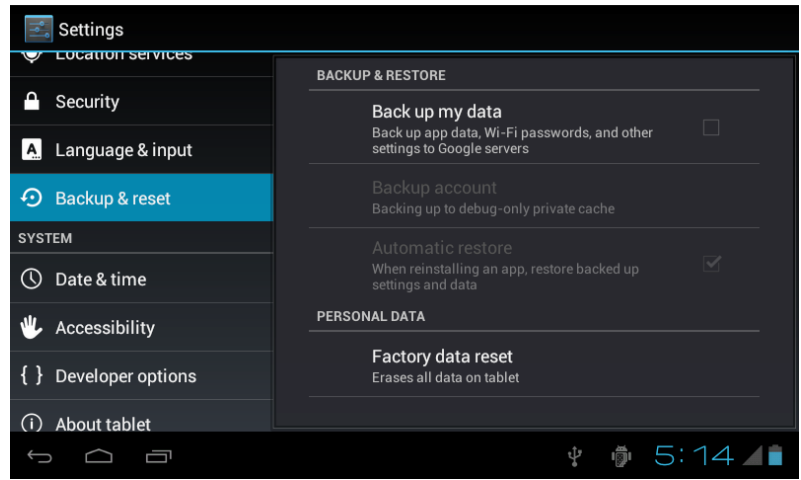 Settings
Location services
Security
Language & input
Backup & reset
SYSTEM
Date & time
Accessibility
Developer options
About tablet
BACKUP & RESTORE
Back up my data
Back up app data, Wi-Fi passwords, and other
settings to Google servers
Backup account
Backing up to debug-only private cache
Automatic restore
When reinstalling an app, restore backed up
settings and data
PERSONAL DATA
Factory data reset
Erases all data on tablet
5:14